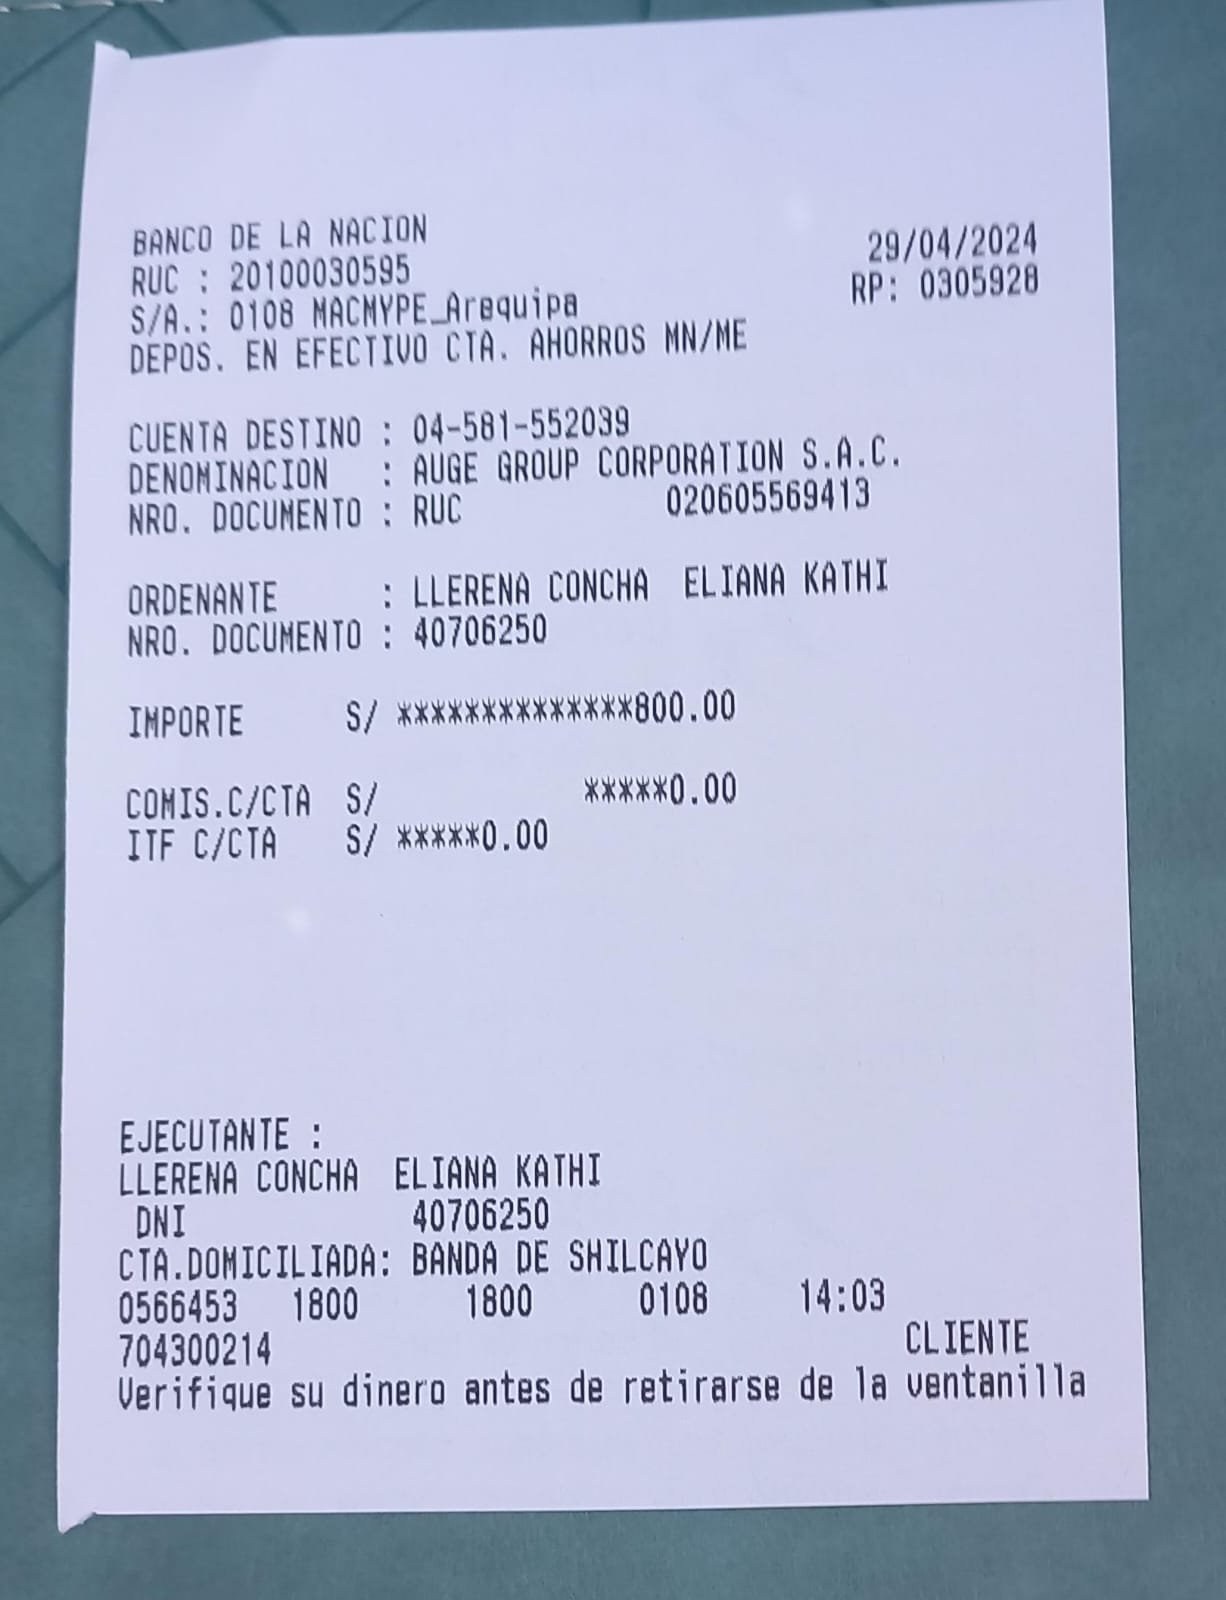 BANCO DE LA NACION 29/04/2024
RUC : 20100030595 RP: 0305928
S/A.: 0108 MACMYPE_Arequipa
DEPOS. EN EFECTIVO CTA. AHORROS MN/ME
CUENTA DESTINO : 04-581-552039
DENOMINACION : AUGE GROUP CORPORATION S.A.C.
NRO. DOCUMENTO : RUC 020605569413
ORDENANTE : LLERENA CONCHA ELIANA KATHI
NRO. DOCUMENTO : 40706250
IMPORTE S/ **************800.00
COMIS.C/CTA S/ *****0.00
ITF C/CTA S/ *****0.00
EJECUTANTE :
LLERENA CONCHA ELIANA KATHI
DNI 40706250
CTA.DOMICILIADA: BANDA DE SHILCAYO
0566453 1800 1800 0108 14:03
704300214 CLIENTE
Verifique su dinero antes de retirarse de la ventanilla